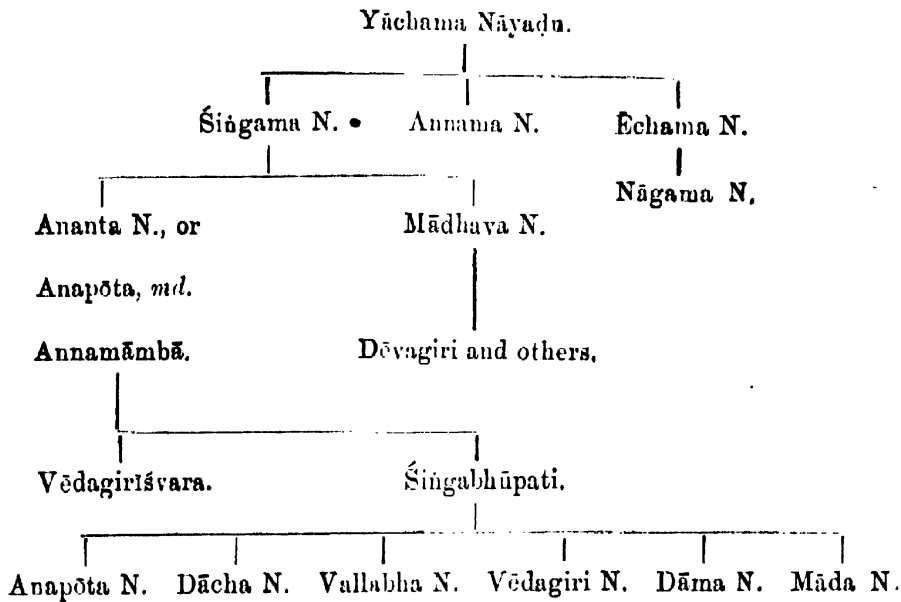 Yāchama Nāyaḍu.
Śiṅgama N. Annama N. Ēchama N.
Nāgama N.
Ananta N., or Mādhava N.
Anapōta, md.
Annamāmbā. Dēvagiri and others.
Vēdagirīśvara. Śiṅgabhūpati.
Anapōta N. Dācha N. Vallabha N. Vēdagiri N. Dāma N. Māda N.